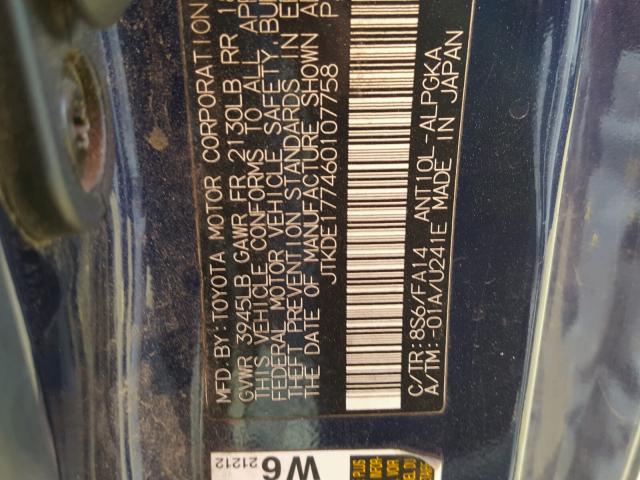 MFD.BY:TOYOTA MOTOR CORPORATION
GVWR 3945LB GAWR FR 2130LB RR
THIS VEHICLE CONFORMS TO ALL
FEDERAL MOTOR VEHICLE SAFETY,
THEFT PREVENTION STANDARDS IN
THE DATE OF MANUFACTURE SHOWN
JTKDE177460107758
C/TR:8S6/FA14 ANT10L-ALPGKA
A/TM:-01A/U241E MADE IN JAPAN
21212
W6
PLUS